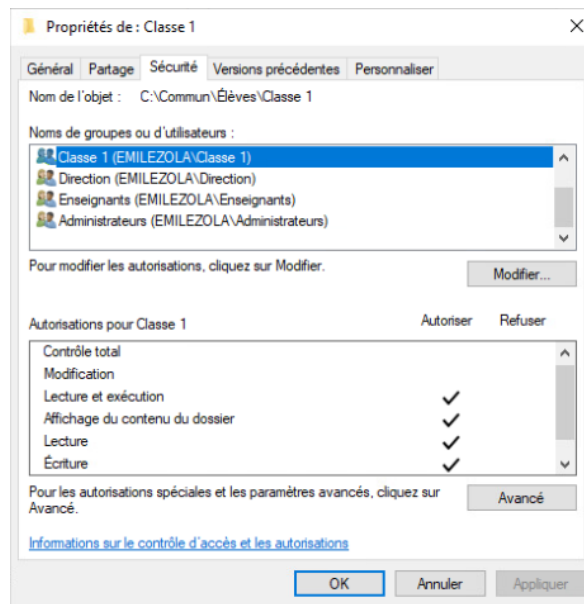 Propriétés de : Classe 1
Général Partage Sécurité Versions précédentes Personnaliser
Nom de l'objet : C:\Commun\Élèves\Classe 1
Noms de groupes ou d'utilisateurs :
Classe 1 (EMILEZOLA\Classe 1)
Direction (EMILEZOLA\Direction)
Enseignants (EMILEZOLA\Enseignants)
Administrateurs (EMILEZOLA\Administrateurs)
Pour modifier les autorisations, cliquez sur Modifier.
Modifier...
Autorisations pour Classe 1 Autoriser Refuser
Contrôle total
Modification
Lecture et exécution
Affichage du contenu du dossier
Lecture
Écriture
Pour les autorisations spéciales et les paramètres avancés, cliquez sur
Avancé.
Avancé
Informations sur le contrôle d'accès et les autorisations
OK Annuler Appliquer